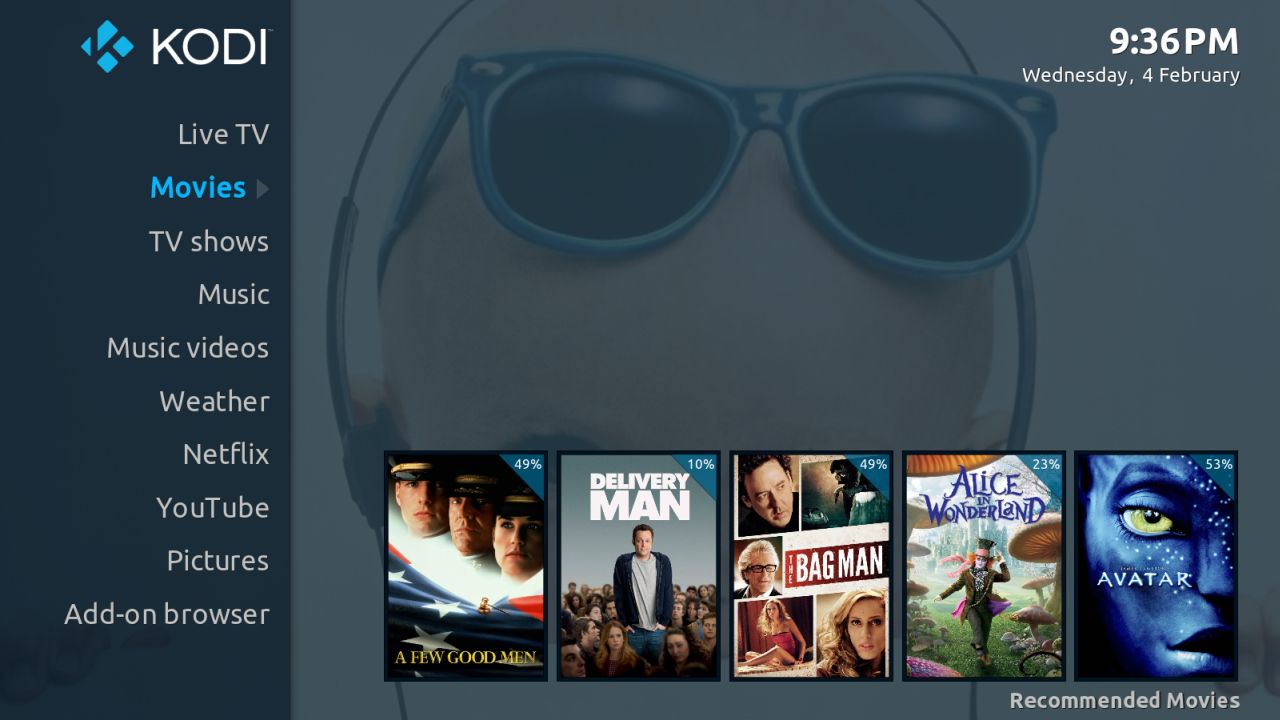 KODI
9:36PM
Wednesday, 4 February
Live TV
Movies
TV shows
Music
Music videos
Weather
Netflix
YouTube
Pictures
Add-on browser
49%
A FEW GOOD MEN
10%
DELIVERY
MAN
49%
THE BAG MAN
23%
ALICE
IN
WONDERLAND
53%
JAMES CAMERON'S
AVATAR
Recommended Movies